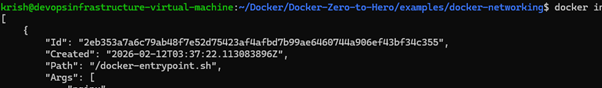 krish@devopsinfrastructure-virtual-machine:~/Docker/Docker-Zero-to-Hero/examples/docker-networking$ docker in
[
    {
        "Id": "2eb353a7a6c79ab48f7e52d75423af4afbd7b99ae6460744a906ef43bf34c355",
        "Created": "2026-02-12T03:37:22.113083896Z",
        "Path": "/docker-entrypoint.sh",
        "Args": [